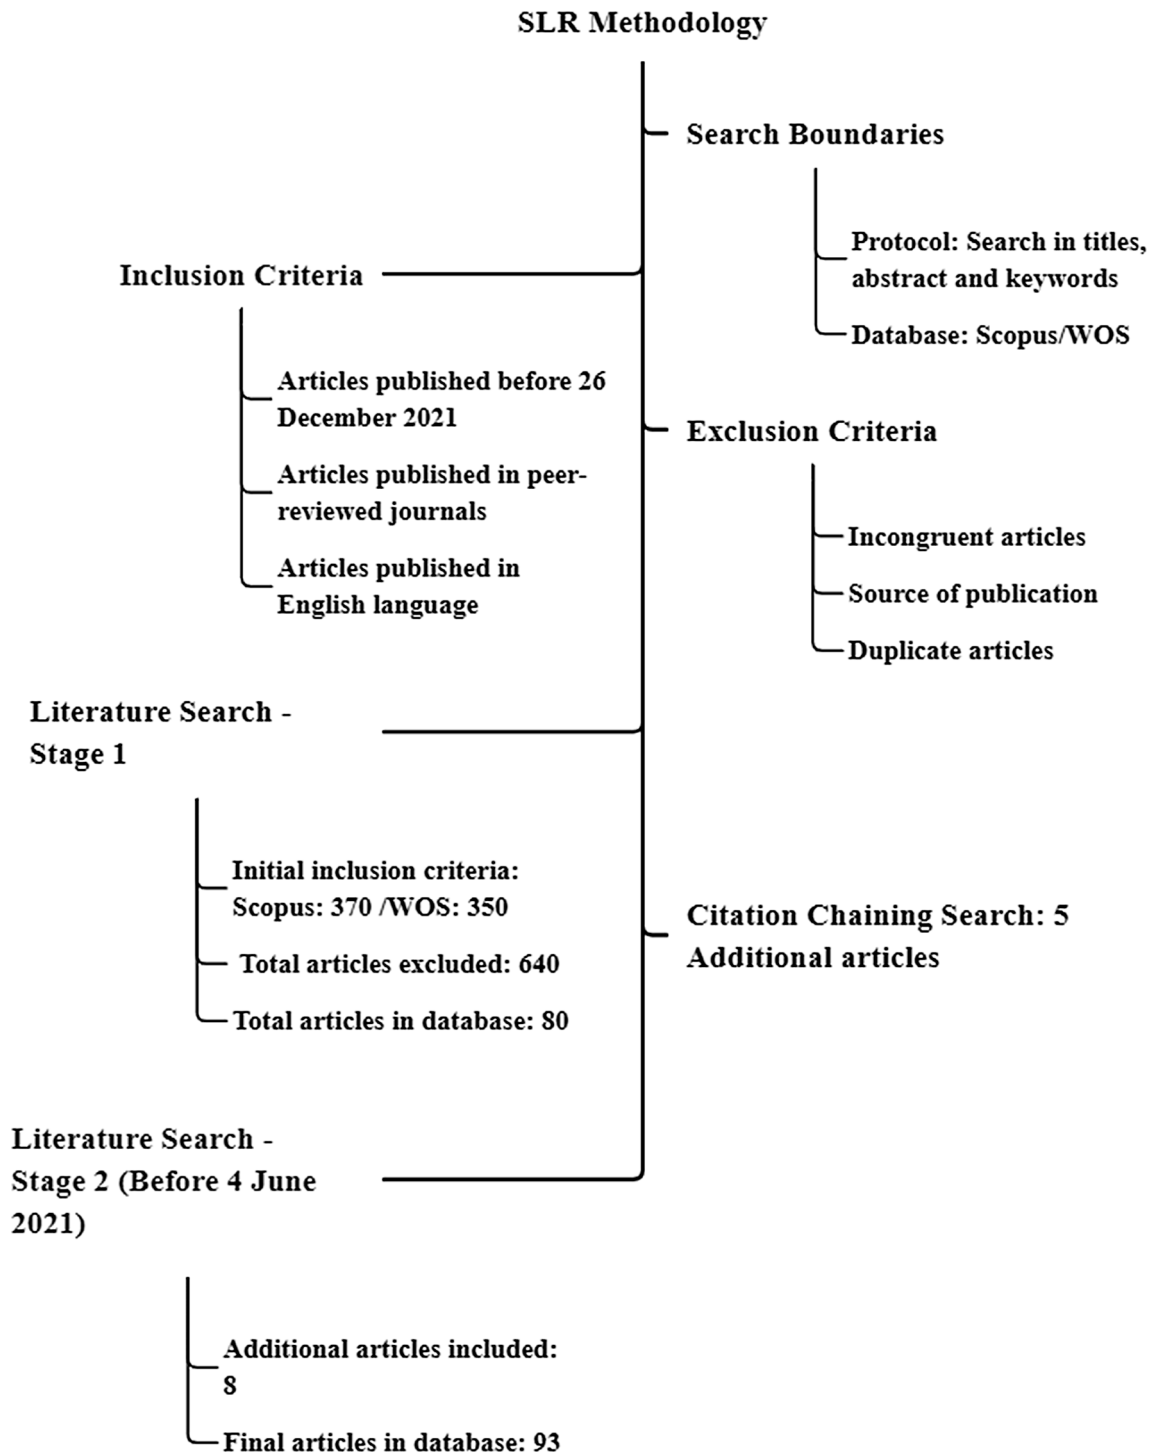 SLR Methodology
Search Boundaries
Protocol: Search in titles,
abstract and keywords
Database: Scopus/WOS
Inclusion Criteria
Articles published before 26
December 2021
Articles published in peer-
reviewed journals
Articles published in
English language
Exclusion Criteria
Incongruent articles
Source of publication
Duplicate articles
Literature Search -
Stage 1
Initial inclusion criteria:
Scopus: 370 /WOS: 350
Total articles excluded: 640
Total articles in database: 80
Citation Chaining Search: 5
Additional articles
Literature Search -
Stage 2 (Before 4 June
2021)
Additional articles included:
8
Final articles in database: 93